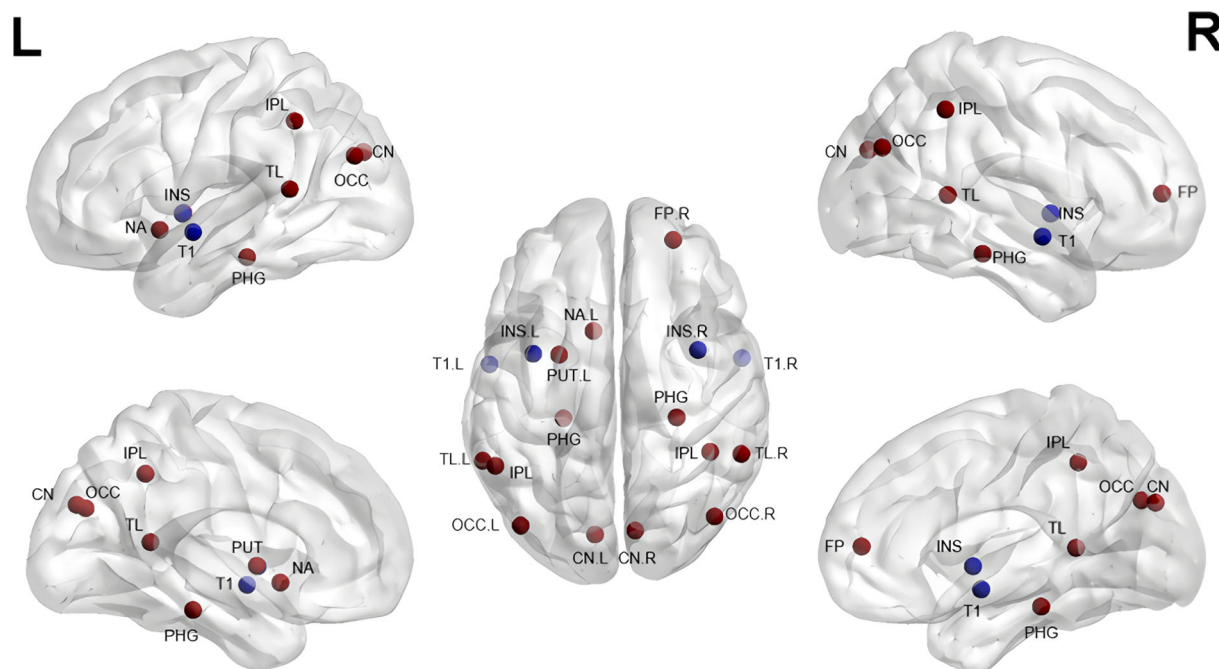 L
IPL
CN
OCC
TL
INS
NA
T1
PHG
R
IPL
OCC
CN
TL
FP
INS
T1
PHG
FP.R
NA.L
INS.L
INS.R
T1.L
PUT.L
T1.R
PHG
PHG
TL.L
IPL
IPL
TL.R
OCC.L
OCC.R
CN.L
CN.R
IPL
CN
OCC
TL
PUT
T1
NA
PHG
IPL
OCC
CN
TL
FP
INS
T1
PHG